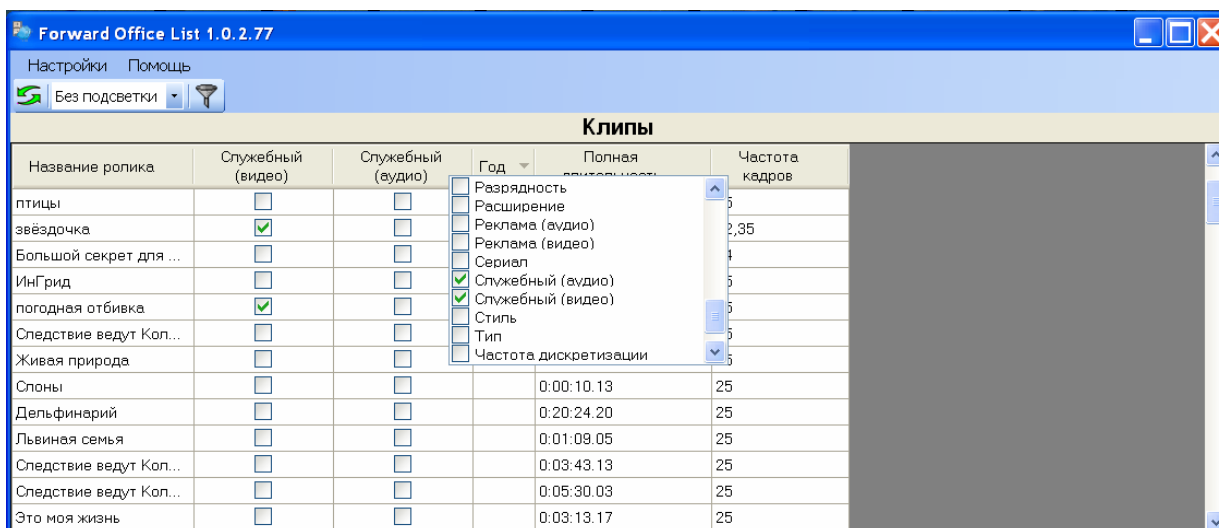 Forward Office List 1.0.2.77
Настройки Помощь
Без подсветки
Клипы
Название ролика Служебный (видео) Служебный (аудио) Год Полная длительность Частота кадров
птицы
звёздочка 2,35
Большой секрет для ...
ИнГрид
погодная отбивка
Следствие ведут Кол...
Живая природа
Разрядность
Расширение
Реклама (аудио)
Реклама (видео)
Сериал
Служебный (аудио)
Служебный (видео)
Стиль
Тип
Частота дискретизации
Слоны 0:00:10.13 25
Дельфинарий 0:20:24.20 25
Львиная семья 0:01:09.05 25
Следствие ведут Кол... 0:03:43.13 25
Следствие ведут Кол... 0:05:30.03 25
Это моя жизнь 0:03:13.17 25